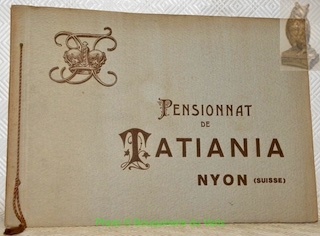 PENSIONNAT
DE
TATIANIA
NYON (SUISSE)